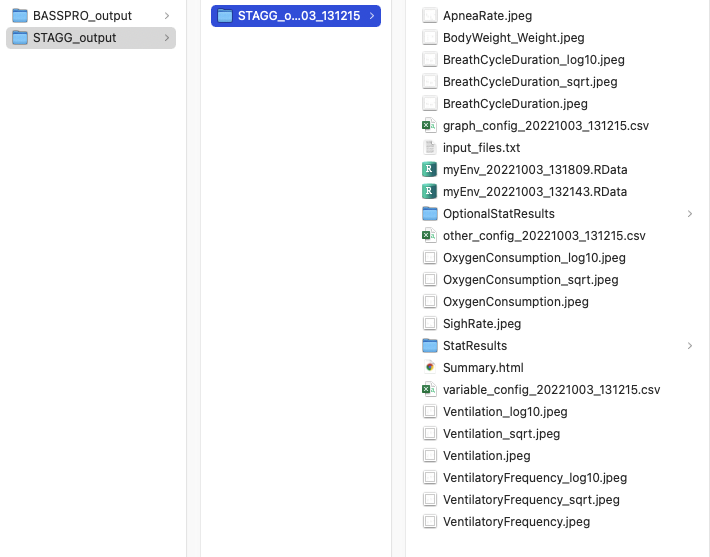 BASSPRO_output
STAGG_output
STAGG_o...03_131215
ApneaRate.jpeg
BodyWeight_Weight.jpeg
BreathCycleDuration_log10.jpeg
BreathCycleDuration_sqrt.jpeg
BreathCycleDuration.jpeg
graph_config_20221003_131215.csv
input_files.txt
myEnv_20221003_131809.RData
myEnv_20221003_132143.RData
OptionalStatResults
other_config_20221003_131215.csv
OxygenConsumption_log10.jpeg
OxygenConsumption_sqrt.jpeg
OxygenConsumption.jpeg
SighRate.jpeg
StatResults
Summary.html
variable_config_20221003_131215.csv
Ventilation_log10.jpeg
Ventilation_sqrt.jpeg
Ventilation.jpeg
VentilatoryFrequency_log10.jpeg
VentilatoryFrequency_sqrt.jpeg
VentilatoryFrequency.jpeg